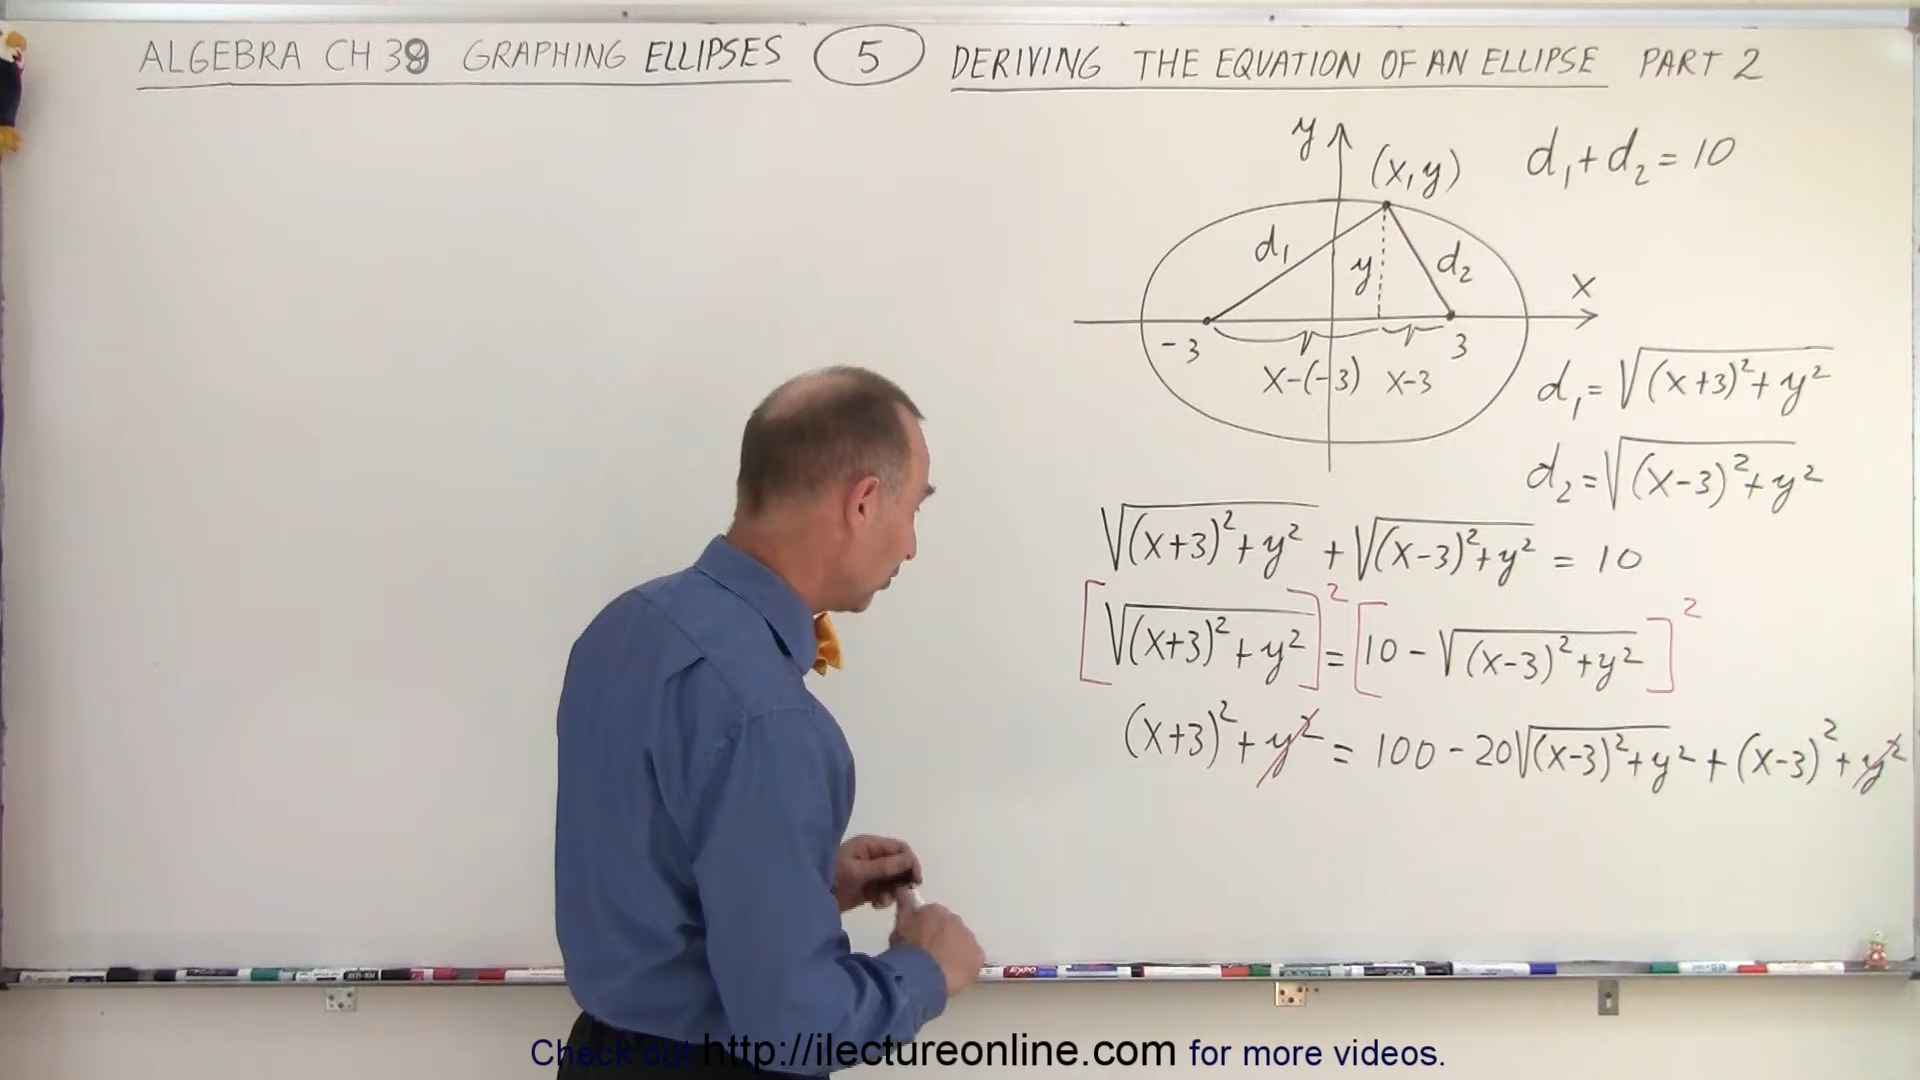 ALGEBRA CH 38 GRAPHING ELLIPSES 5 DERIVING THE EQUATION OF AN ELLIPSE PART 2
y
(x,y)
d₁+d₂=10
d₁
y
d₂
x
-3
3
x-(-3) x-3
d₁=√(x+3)²+y²
d₂=√(x-3)²+y²
√(x+3)²+y² + √(x-3)²+y² = 10
[√(x+3)²+y²]² = [10-√(x-3)²+y²]²
(x+3)²+y² = 100-20√(x-3)²+y² + (x-3)²+y²
Check out http://ilectureonline.com for more videos.